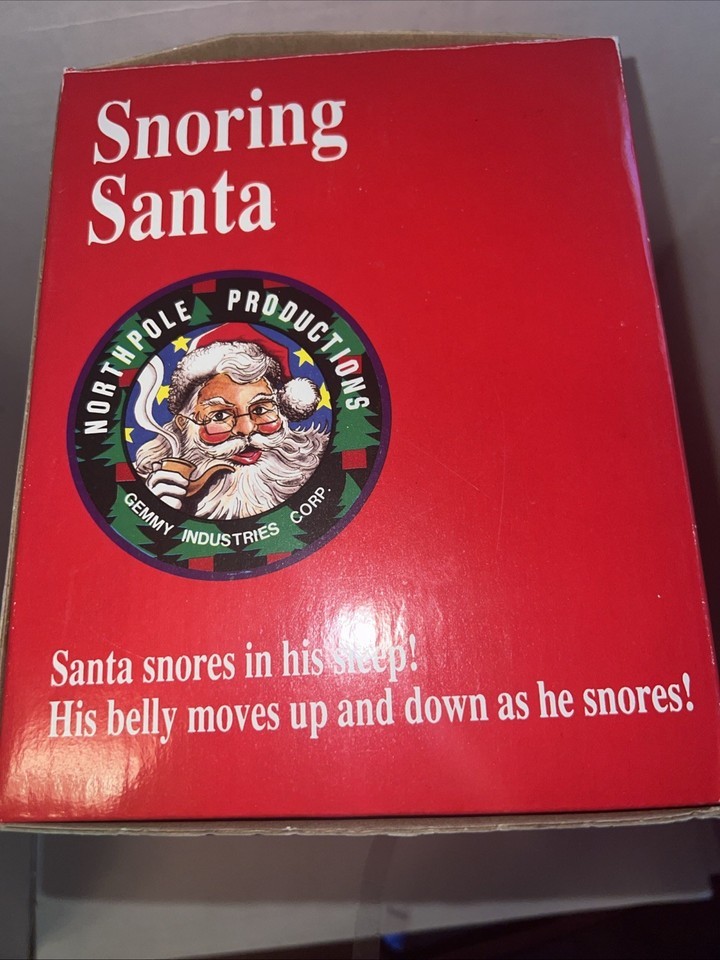 Snoring
Santa
NORTHPOLE PRODUCTIONS
GEMMY INDUSTRIES CORP.
Santa snores in his sleep!
His belly moves up and down as he snores!